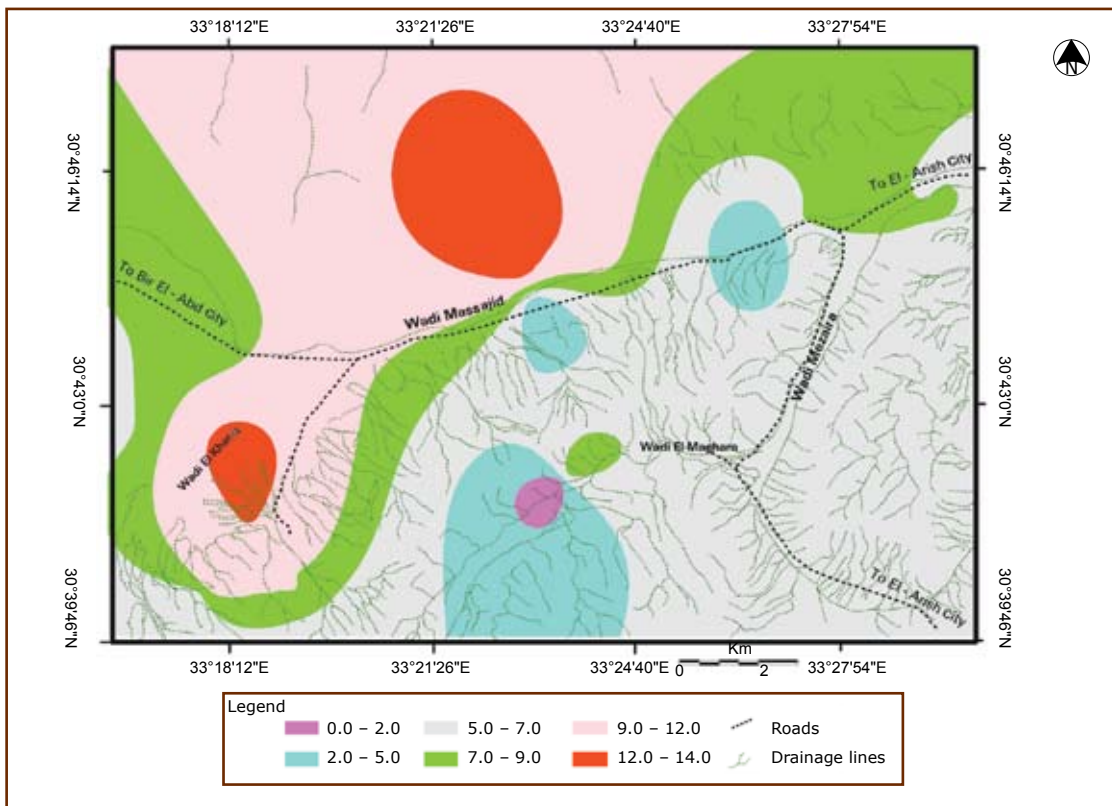 33°18'12"E 33°21'26"E 33°24'40"E 33°27'54"E
N
30°46'14"N
30°46'14"N
To El - Arish City
To Bir El - Abd City
Wadi Massajid
Wadi Mezaira
30°43'0"N
30°43'0"N
Wadi El-Maghara
30°39'46"N
30°39'46"N
To El - Arish City
33°18'12"E 33°21'26"E 33°24'40"E 33°27'54"E
Km
0 2
Legend
0.0 – 2.0 5.0 – 7.0 9.0 – 12.0 Roads
2.0 – 5.0 7.0 – 9.0 12.0 – 14.0 Drainage lines